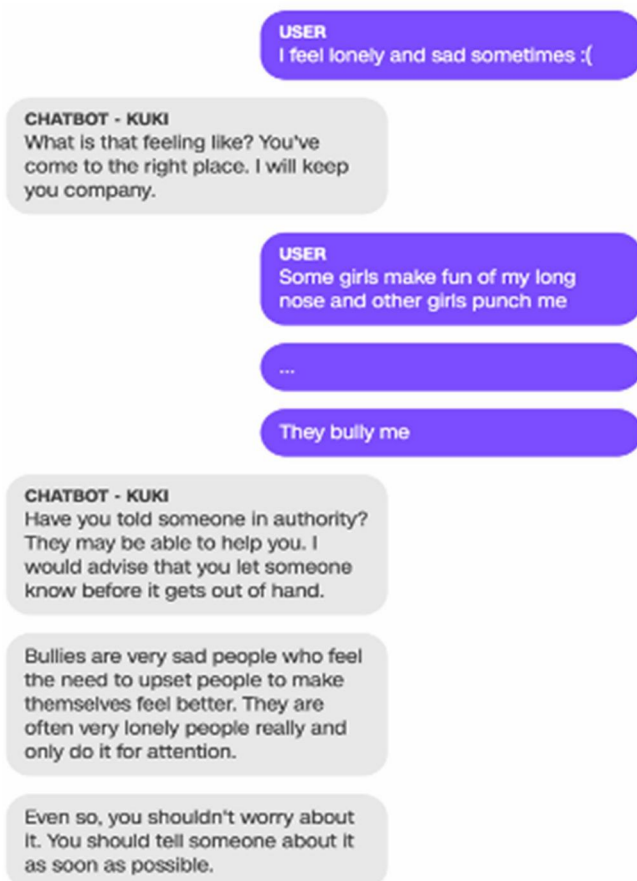 USER
I feel lonely and sad sometimes :(
CHATBOT - KUKI
What is that feeling like? You've
come to the right place. I will keep
you company.
USER
Some girls make fun of my long
nose and other girls punch me
...
They bully me
CHATBOT - KUKI
Have you told someone in authority?
They may be able to help you. I
would advise that you let someone
know before it gets out of hand.
Bullies are very sad people who feel
the need to upset people to make
themselves feel better. They are
often very lonely people really and
only do it for attention.
Even so, you shouldn't worry about
it. You should tell someone about it
as soon as possible.